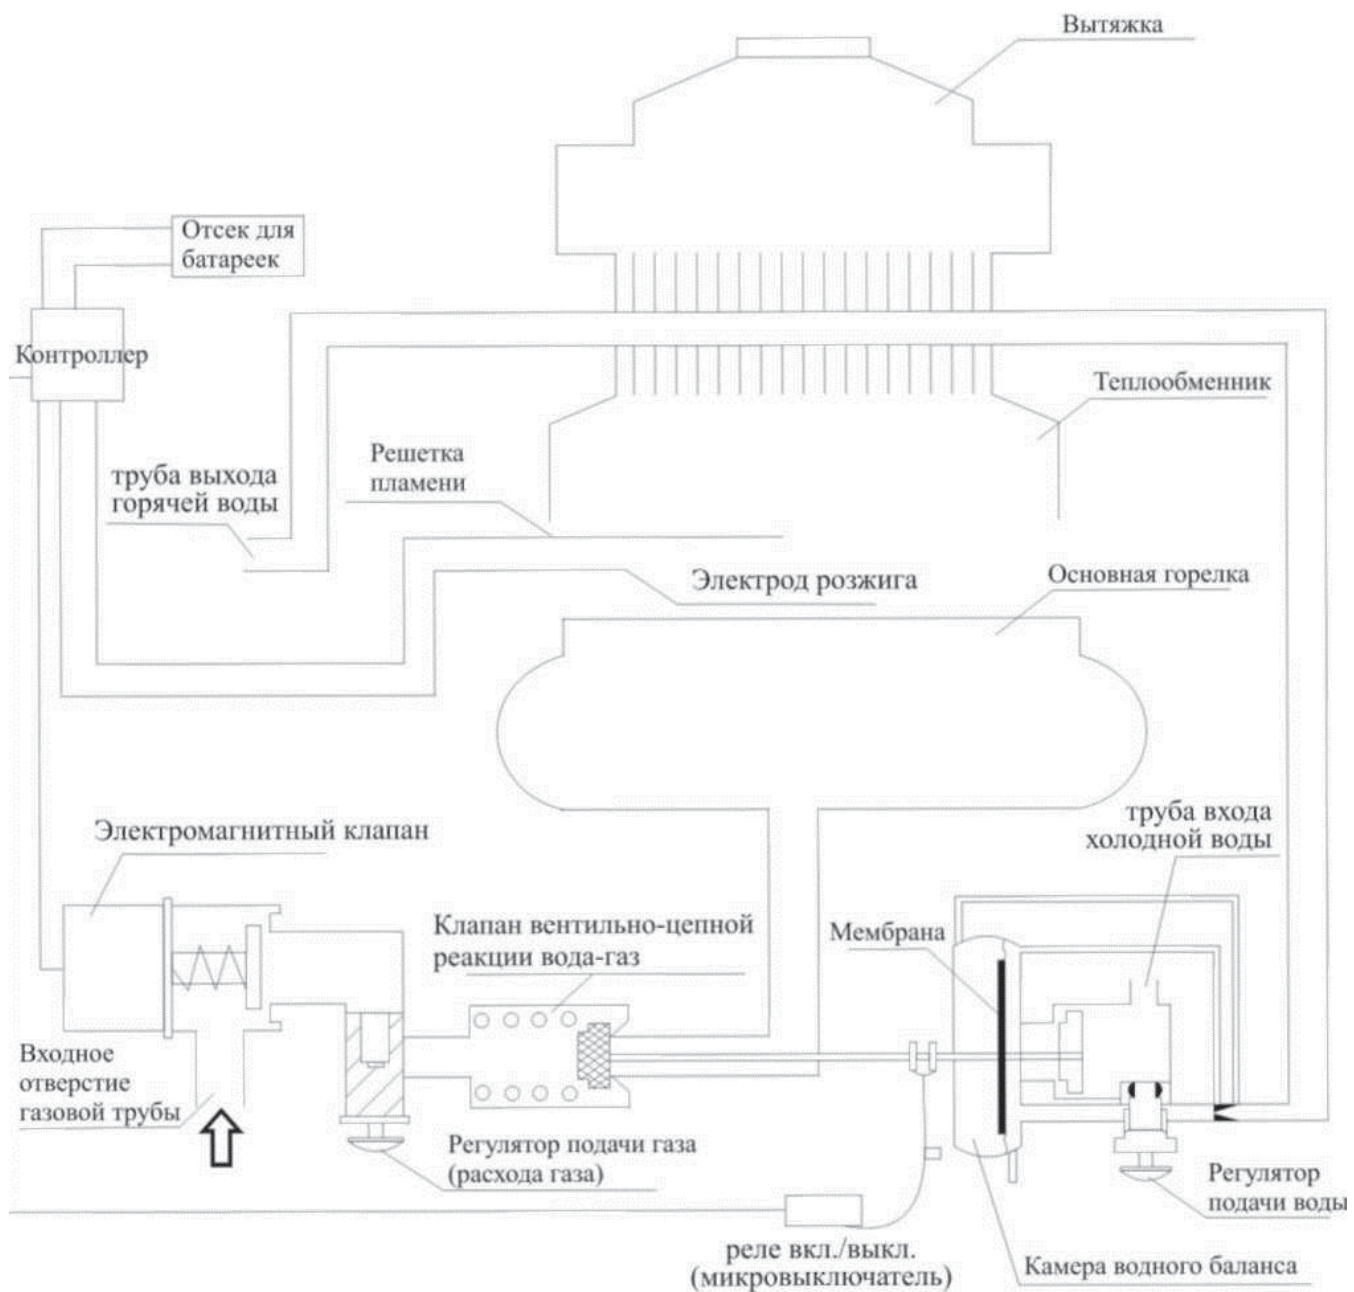 Вытяжка
Отсек для
батареек
Контроллер
Теплообменник
Решетка
пламени
труба выхода
горячей воды
Электрод розжига
Основная горелка
труба входа
холодной воды
Электромагнитный клапан
Клапан вентильно-цепной
реакции вода-газ
Мембрана
Входное
отверстие
газовой трубы
Регулятор подачи газа
(расхода газа)
Регулятор
подачи воды
реле вкл./выкл.
(микровыключатель)
Камера водного баланса